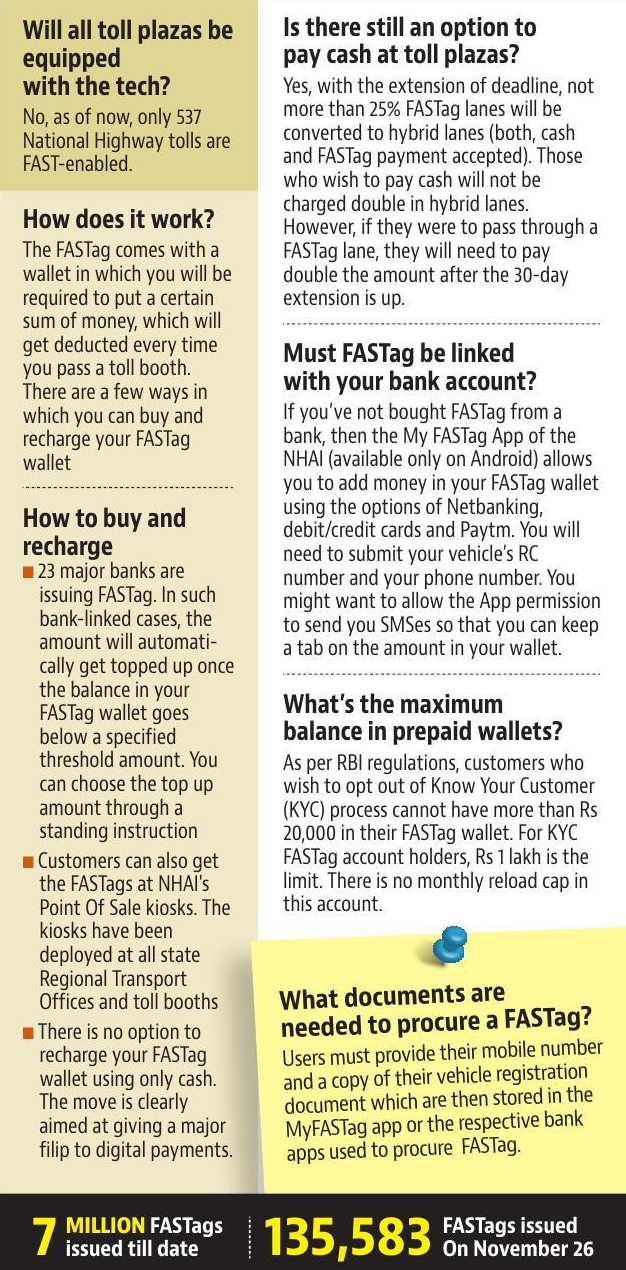 Will all toll plazas be
equipped
with the tech?
No, as of now, only 537
National Highway tolls are
FAST-enabled.
How does it work?
The FASTag comes with a
wallet in which you will be
required to put a certain
sum of money, which will
get deducted every time
you pass a toll booth.
There are a few ways in
which you can buy and
recharge your FASTag
wallet
How to buy and
recharge
■ 23 major banks are
issuing FASTag. In such
bank-linked cases, the
amount will automati-
cally get topped up once
the balance in your
FASTag wallet goes
below a specified
threshold amount. You
can choose the top up
amount through a
standing instruction
■ Customers can also get
the FASTags at NHAI’s
Point Of Sale kiosks. The
kiosks have been
deployed at all state
Regional Transport
Offices and toll booths
■ There is no option to
recharge your FASTag
wallet using only cash.
The move is clearly
aimed at giving a major
filip to digital payments.
Is there still an option to
pay cash at toll plazas?
Yes, with the extension of deadline, not
more than 25% FASTag lanes will be
converted to hybrid lanes (both, cash
and FASTag payment accepted). Those
who wish to pay cash will not be
charged double in hybrid lanes.
However, if they were to pass through a
FASTag lane, they will need to pay
double the amount after the 30-day
extension is up.
Must FASTag be linked
with your bank account?
If you’ve not bought FASTag from a
bank, then the My FASTag App of the
NHAI (available only on Android) allows
you to add money in your FASTag wallet
using the options of Netbanking,
debit/credit cards and Paytm. You will
need to submit your vehicle’s RC
number and your phone number. You
might want to allow the App permission
to send you SMSes so that you can keep
a tab on the amount in your wallet.
What’s the maximum
balance in prepaid wallets?
As per RBI regulations, customers who
wish to opt out of Know Your Customer
(KYC) process cannot have more than Rs
20,000 in their FASTag wallet. For KYC
FASTag account holders, Rs 1 lakh is the
limit. There is no monthly reload cap in
this account.
What documents are
needed to procure a FASTag?
Users must provide their mobile number
and a copy of their vehicle registration
document which are then stored in the
MyFASTag app or the respective bank
apps used to procure FASTag.
7 MILLION FASTags
issued till date
135,583 FASTags issued
On November 26